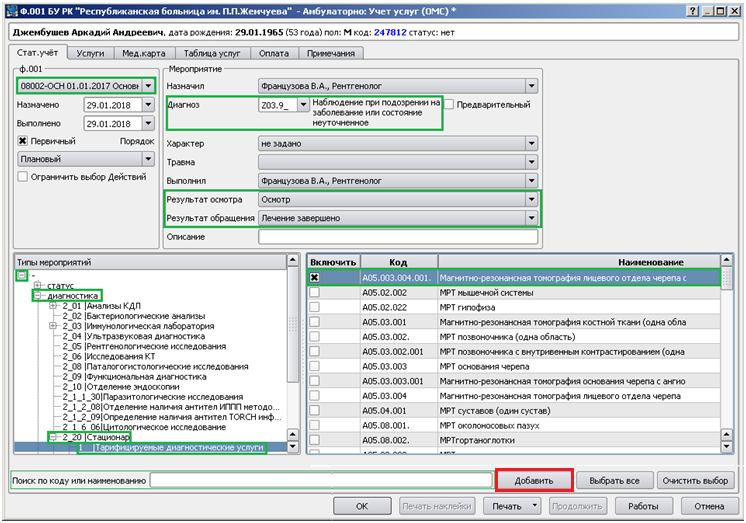 Ф.001 БУ РК "Республиканская больница им. П.П.Жемчуева" - Амбулаторно: Учет услуг (ОМС) *
Джембушев Аркадий Андреевич, дата рождения: 29.01.1965 (53 года) пол: М код: 247812 статус: нет
Стат.учёт Услуги Мед.карта Таблица услуг Оплата Примечания
ф.001
08002-ОСН 01.01.2017 Основн
Назначено 29.01.2018
Выполнено 29.01.2018
Первичный Порядок
Плановый
Ограничить выбор Действий
Мероприятие
Назначил Французова В.А., Рентгенолог
Диагноз Z03.9_ Наблюдение при подозрении на
заболевание или состояние
неуточненное
Предварительный
Характер не задано
Травма
Выполнил Французова В.А., Рентгенолог
Результат осмотра Осмотр
Результат обращения Лечение завершено
Описание
Типы мероприятий
-
статус
диагностика
2_01|Анализы КДЛ
2_02|Бактериологические анализы
2_03|Иммунологическая лаборатория
2_04|Ультразвуковая диагностика
2_05|Рентгенологические исследования
2_06|Исследования КТ
2_08|Паталогистологические исследования
2_09|Функциональная диагностика
2_10|Отделение эндоскопии
2_1_1_30|Паразитологические исследования
2_1_2_08|Отделение наличия антител ИППП методо...
2_1_2_09|Определение наличия антител TORCH инф...
2_1_6_06|Цитологическое исследование
2_20|Стационар
1__|Тарифицируемые диагностические услуги
Включить Код Наименование
A05.003.004.001. Магнитно-резонансная томография лицевого отдела черепа с
A05.02.002 МРТ мышечной системы
A05.02.022 МРТ гипофиза
A05.03.001 Магнитно-резонансная томография костной ткани (одна обла
A05.03.002. МРТ позвоночника (одна область)
A05.03.002.001 МРТ позвоночника с внутривенным контрастированием (одна
A05.03.003 МРТ основания черепа
A05.03.003.001 Магнитно-резонансная томография основания черепа с ангио
A05.03.004 Магнитно-резонансная томография лицевого отдела черепа
A05.04.001 МРТ суставов (один сустав)
A05.08.001. МРТ околоносовых пазух
A05.08.002. МРТгортаноглотки
Поиск по коду или наименованию Добавить Выбрать все Очистить выбор
OK Печать наклейки Печать Продолжить Работы Отмена